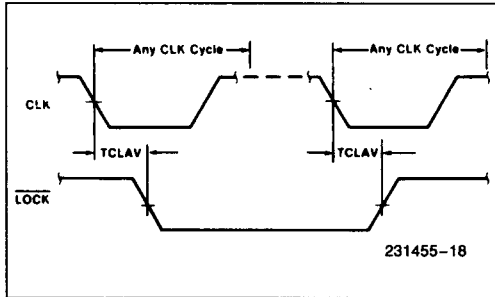 Any CLK Cycle Any CLK Cycle
CLK
TCLAV TCLAV
LOCK
231455-18